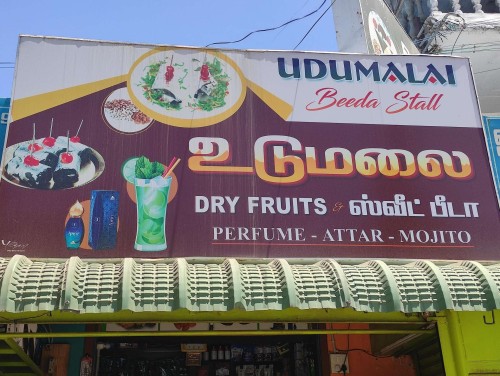 UDUMALAI
Beeda Stall
உடுமலை
DRY FRUITS & ஸ்வீட் பீடா
PERFUME - ATTAR - MOJITO